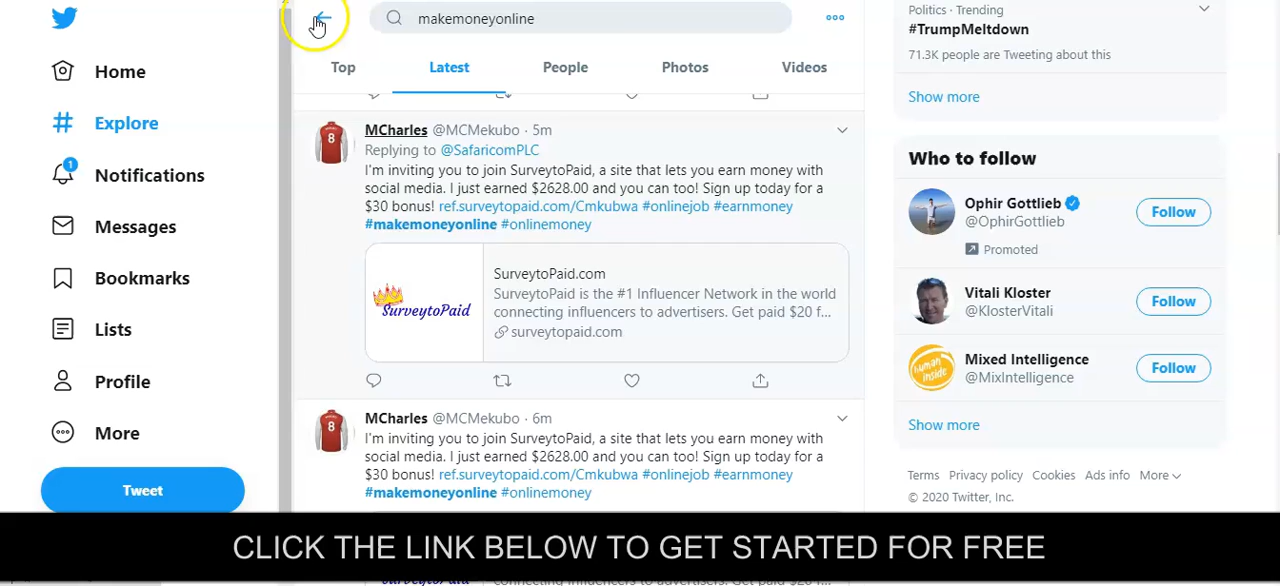 makemoneyonline
Home
Explore
1
Notifications
Messages
Bookmarks
Lists
Profile
More
Tweet
Top Latest People Photos Videos
MCharles @MCMekubo · 5m
Replying to @SafaricomPLC
I'm inviting you to join SurveytoPaid, a site that lets you earn money with
social media. I just earned $2628.00 and you can too! Sign up today for a
$30 bonus! ref.surveytopaid.com/Cmkubwa #onlinejob #earnmoney
#makemoneyonline #onlinemoney
SurveytoPaid
SurveytoPaid.com
SurveytoPaid is the #1 Influencer Network in the world
connecting influencers to advertisers. Get paid $20 f...
surveytopaid.com
MCharles @MCMekubo · 6m
I'm inviting you to join SurveytoPaid, a site that lets you earn money with
social media. I just earned $2628.00 and you can too! Sign up today for a
$30 bonus! ref.surveytopaid.com/Cmkubwa #onlinejob #earnmoney
#makemoneyonline #onlinemoney
Politics · Trending
#TrumpMeltdown
71.3K people are Tweeting about this
Show more
Who to follow
Ophir Gottlieb
@OphirGottlieb
Promoted
Follow
Vitali Kloster
@KlosterVitali
Follow
human
inside
Mixed Intelligence
@MixIntelligence
Follow
Show more
Terms Privacy policy Cookies Ads info More
© 2020 Twitter, Inc.
CLICK THE LINK BELOW TO GET STARTED FOR FREE